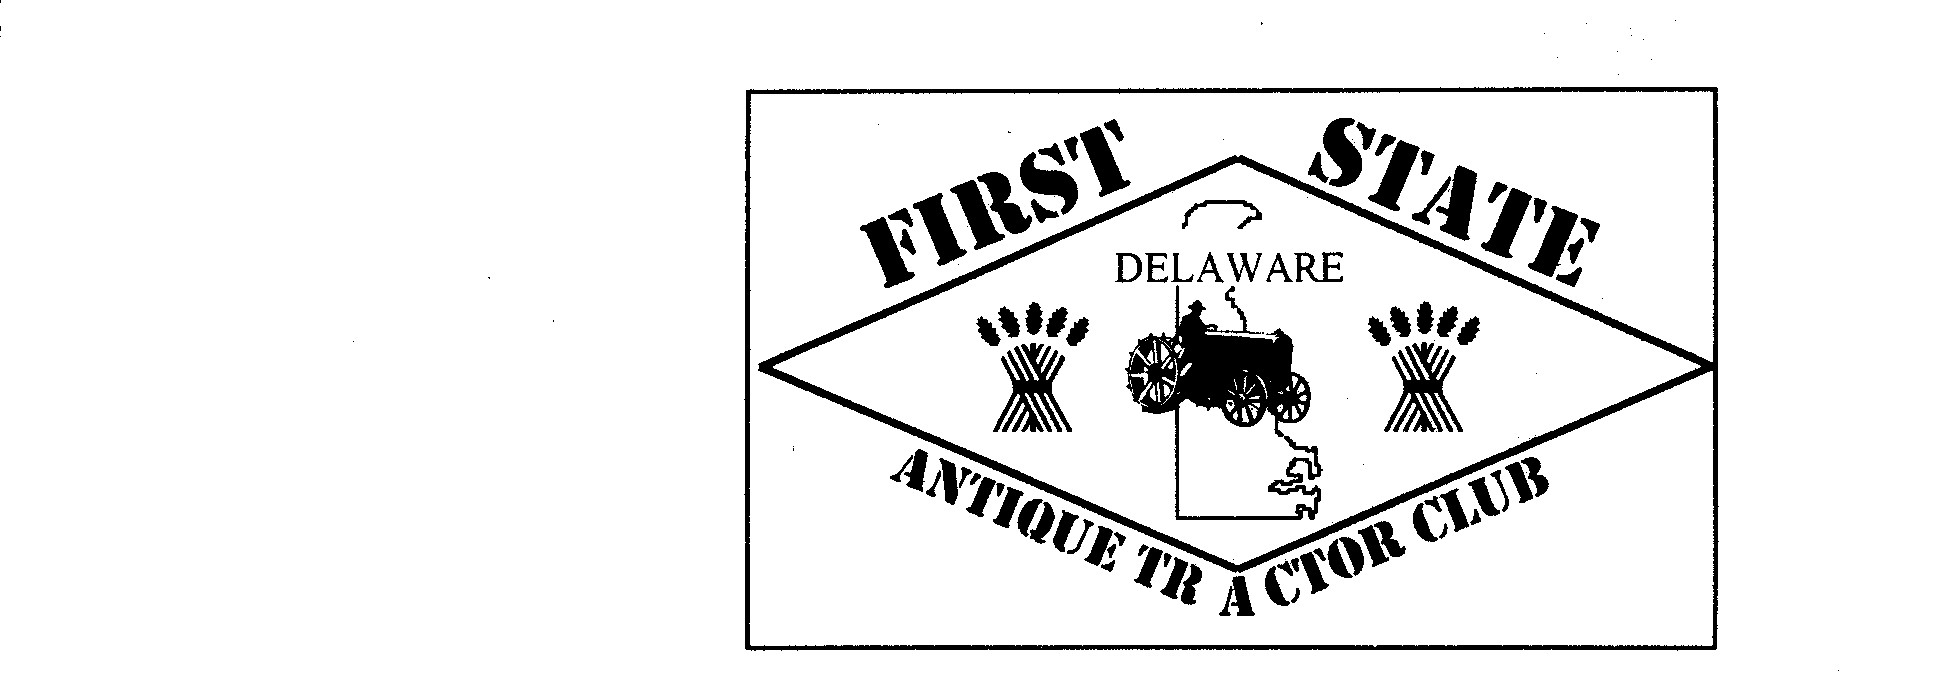 FIRST STATE
DELAWARE
ANTIQUE TRACTOR CLUB